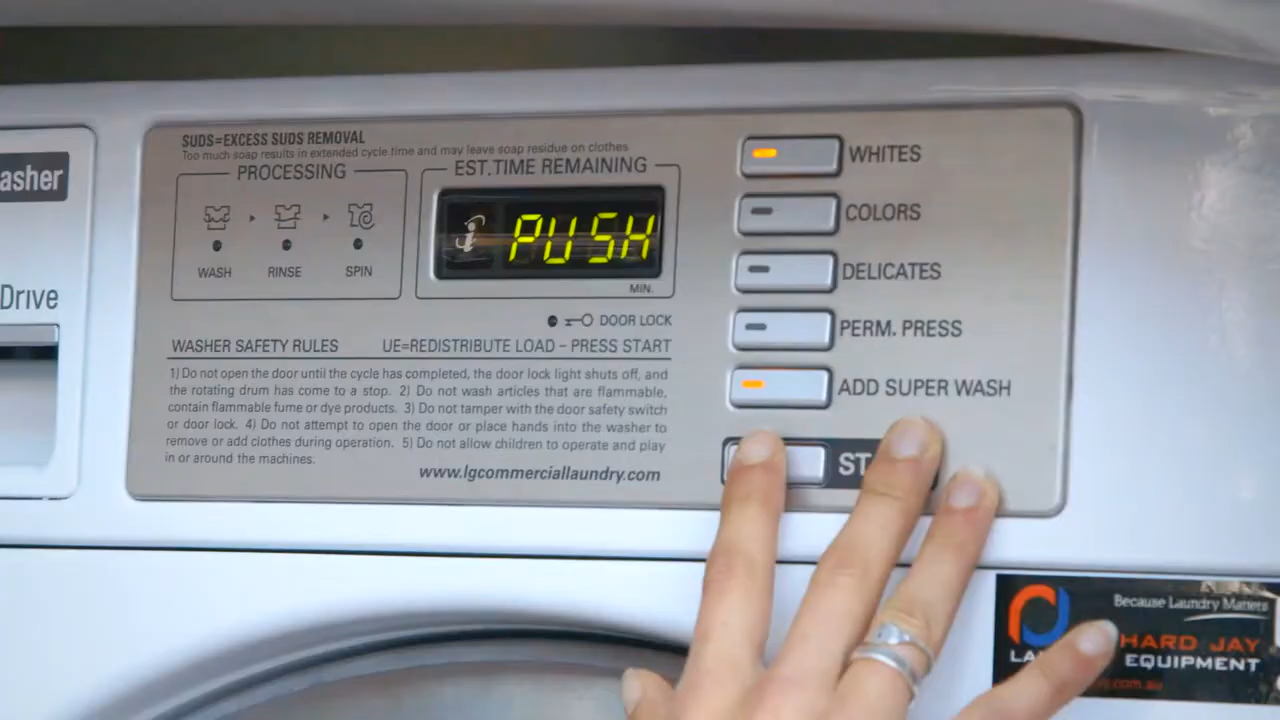 asher
Drive
SUDS=EXCESS SUDS REMOVAL
Too much soap results in extended cycle time and may leave soap residue on clothes
PROCESSING
WASH
RINSE
SPIN
EST.TIME REMAINING
PUSH
MIN.
DOOR LOCK
WASHER SAFETY RULES
UE=REDISTRIBUTE LOAD – PRESS START
1) Do not open the door until the cycle has completed, the door lock light shuts off, and
the rotating drum has come to a stop. 2) Do not wash articles that are flammable,
contain flammable fume or dye products. 3) Do not tamper with the door safety switch
or door lock. 4) Do not attempt to open the door or place hands into the washer to
remove or add clothes during operation. 5) Do not allow children to operate and play
in or around the machines.
www.lgcommerciallaundry.com
WHITES
COLORS
DELICATES
PERM. PRESS
ADD SUPER WASH
ST
Because Laundry Matters
HARD JAY
LA
EQUIPMENT
.com.au